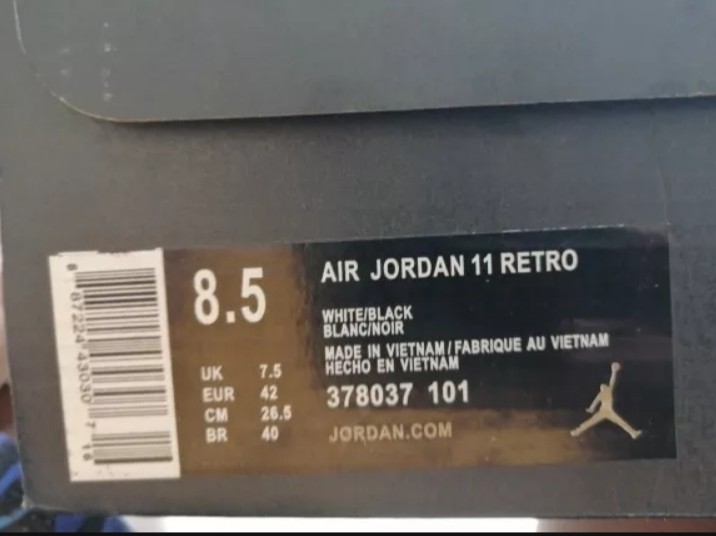 8.5
AIR JORDAN 11 RETRO
WHITE/BLACK
BLANC/NOIR
MADE IN VIETNAM / FABRIQUE AU VIETNAM
HECHO EN VIETNAM
UK 7.5
EUR 42
CM 26.5
BR 40
378037 101
JORDAN.COM